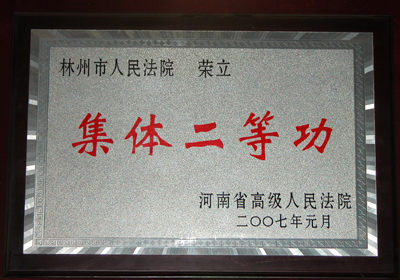 林州市人民法院 荣立
集体二等功
河南省高级人民法院
二〇〇七年元月